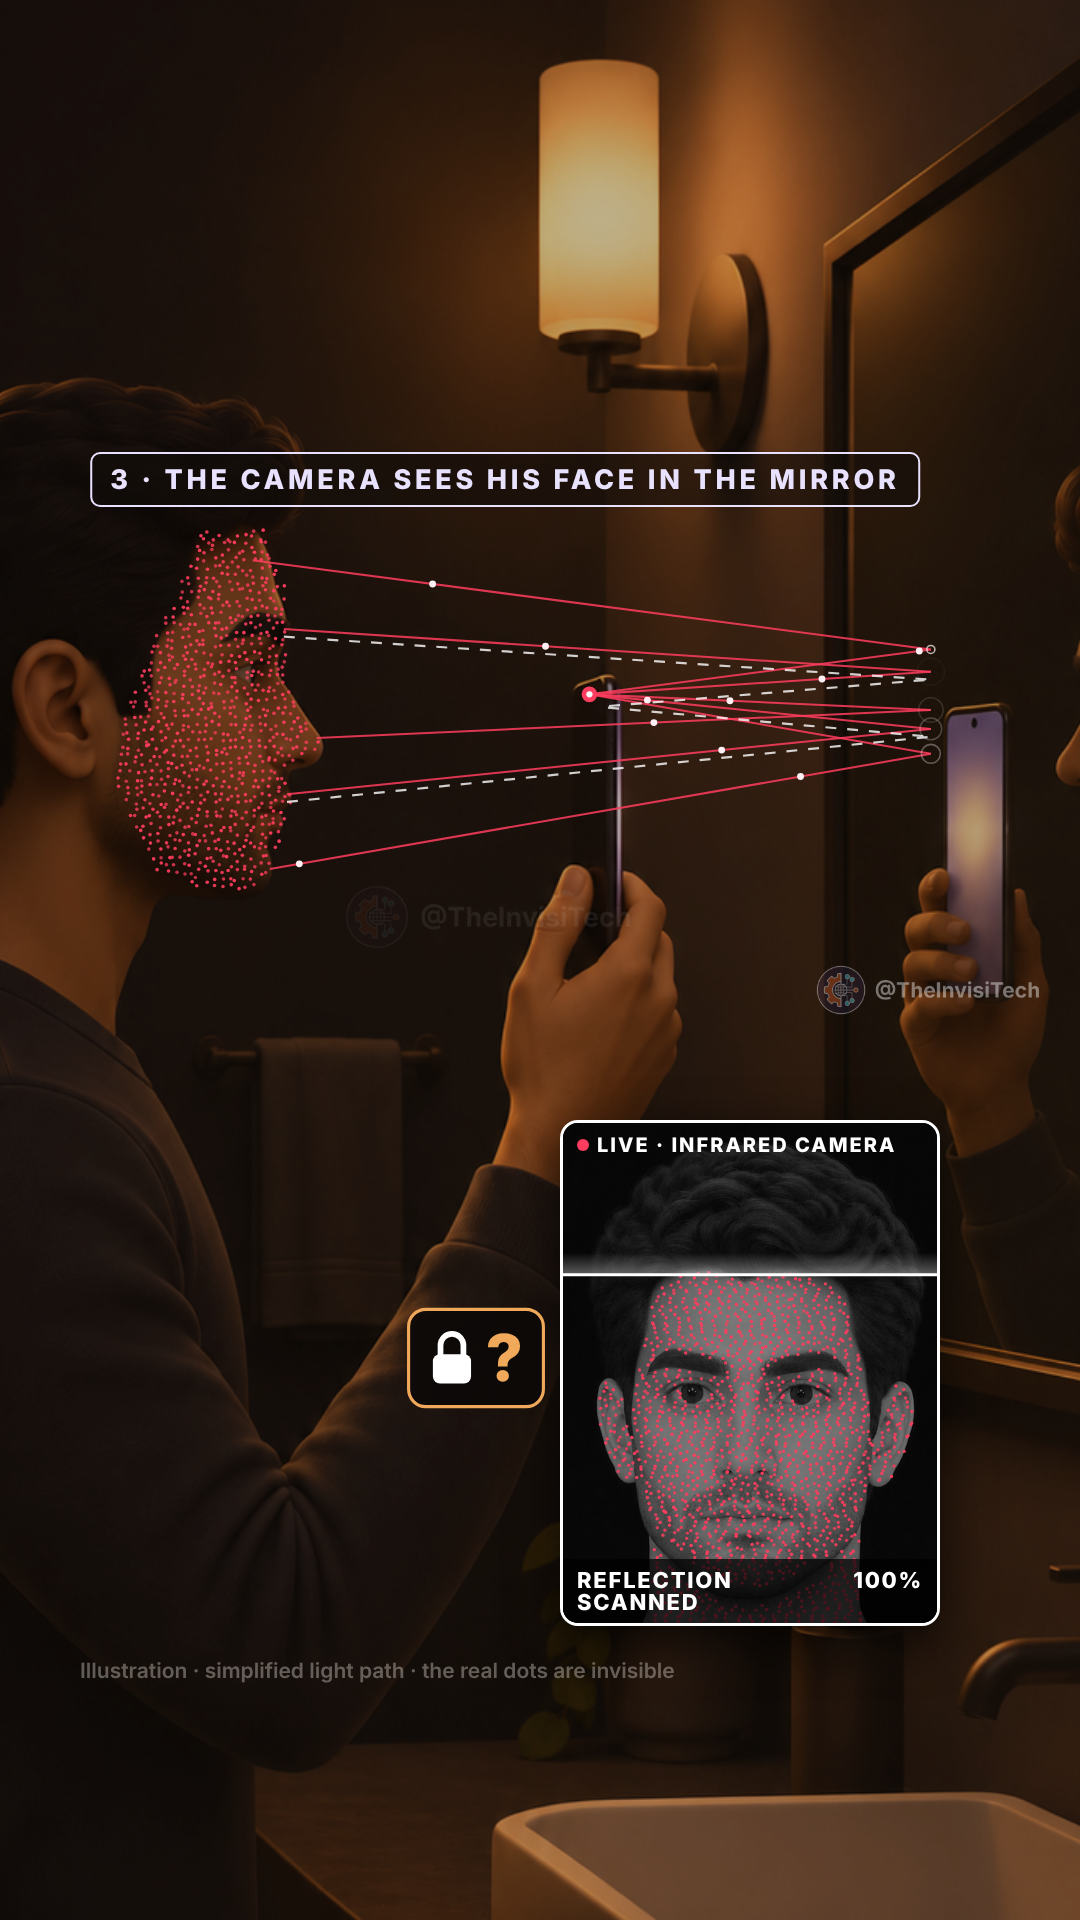 3 · THE CAMERA SEES HIS FACE IN THE MIRROR
@TheInvisiTech
@TheInvisiTech
LIVE · INFRARED CAMERA
?
REFLECTION 100%
SCANNED
Illustration · simplified light path · the real dots are invisible